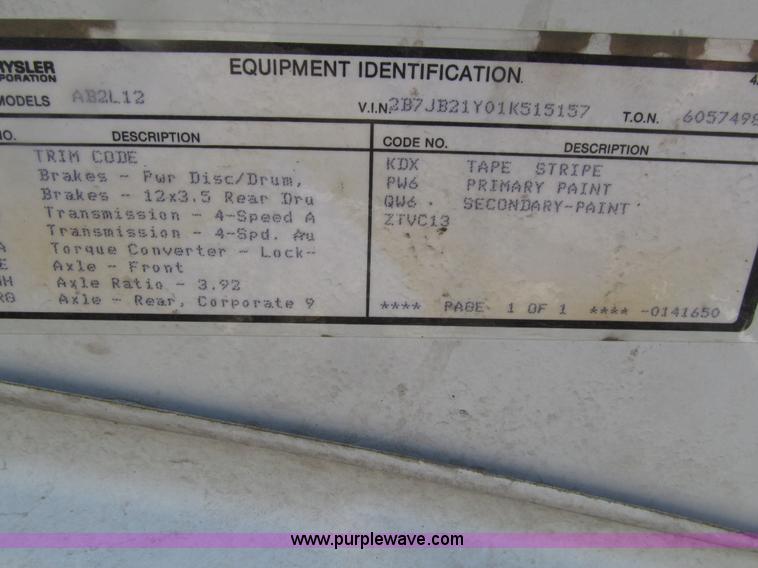 RYSLER
RPORATION
EQUIPMENT IDENTIFICATION
MODELS AB2L12 V.I.N. 2B7JB21Y01K515157 T.O.N. 6057498
NO. DESCRIPTION
TRIM CODE
Brakes - Pwr Disc/Drum,
Brakes - 12x3.5 Rear Dru
Transmission - 4-Speed A
Transmission - 4-Spd. Au
A Torque Converter - Lock-
E Axle - Front
H Axle Ratio - 3.92
Axle - Rear, Corporate 9
CODE NO. DESCRIPTION
KDX TAPE STRIPE
PW6 PRIMARY PAINT
QW6 SECONDARY-PAINT
ZTVC13
**** PAGE 1 OF 1 **** -0141650
www.purplewave.com